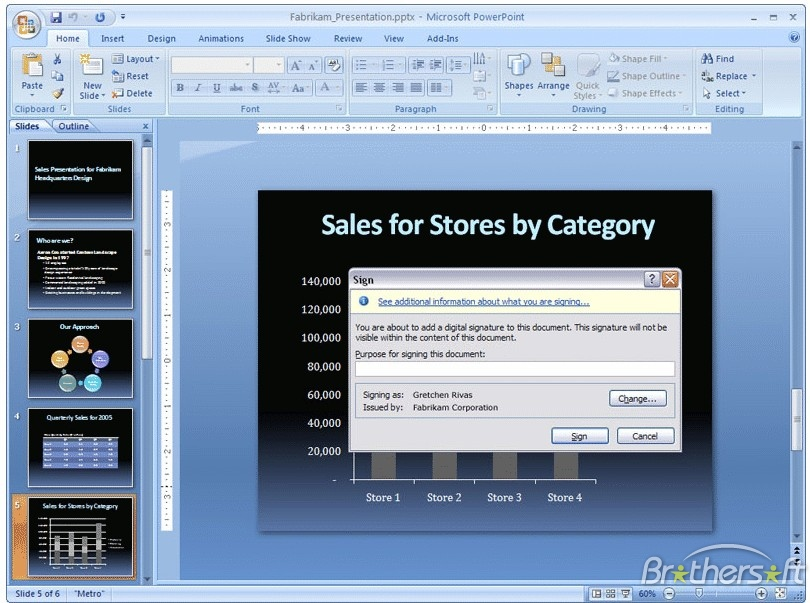 Fabrikam_Presentation.pptx - Microsoft PowerPoint
Home Insert Design Animations Slide Show Review View Add-Ins
Paste
Clipboard
New Slide
Layout
Reset
Delete
Slides
B I U abe S AV Aa A
Font
Paragraph
Shapes Arrange Quick Styles
Shape Fill
Shape Outline
Shape Effects
Drawing
Find
Replace
Select
Editing
Slides Outline x
1
Sales Presentation for Fabrikam
Headquarters Design
2
Who are we?
3
Our Approach
4
Quarterly Sales for 2005
5
Sales for Stores by Category
Sales for Stores by Category
140,000
120,000
100,000
80,000
60,000
40,000
20,000
-
Store 1 Store 2 Store 3 Store 4
Sign
See additional information about what you are signing...
You are about to add a digital signature to this document. This signature will not be
visible within the content of this document.
Purpose for signing this document:
Signing as: Gretchen Rivas
Issued by: Fabrikam Corporation
Change...
Sign Cancel
Slide 5 of 6 "Metro" 60%
Brothersoft